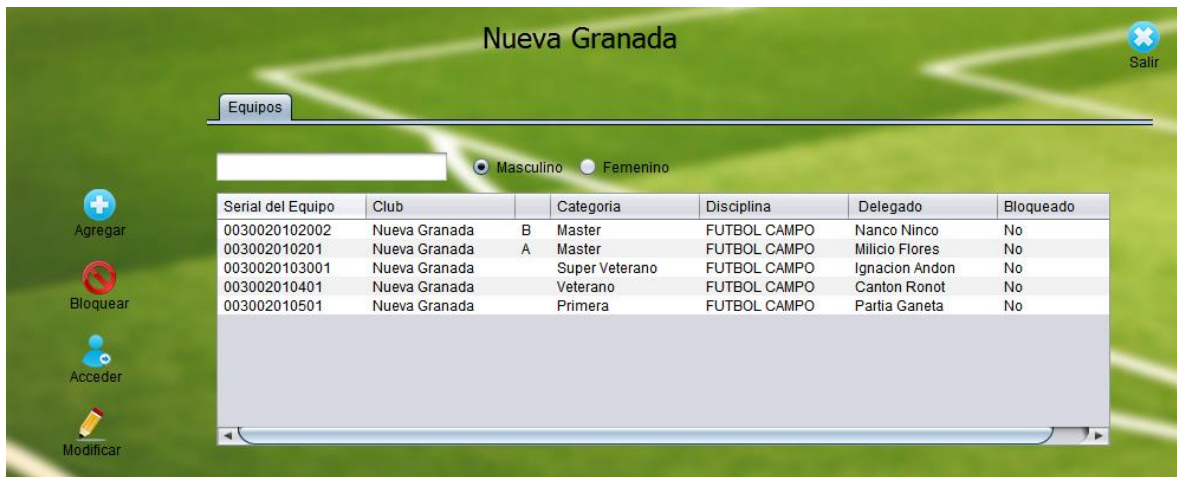 Nueva Granada
Salir
Equipos
Masculino Femenino
Serial del Equipo Club Categoria Disciplina Delegado Bloqueado
0030020102002 Nueva Granada B Master FUTBOL CAMPO Nanco Ninco No
00300201​0201 Nueva Granada A Master FUTBOL CAMPO Milicio Flores No
0030020103001 Nueva Granada Super Veterano FUTBOL CAMPO Ignacion Andon No
003002010401 Nueva Granada Veterano FUTBOL CAMPO Canton Ronot No
003002010501 Nueva Granada Primera FUTBOL CAMPO Partia Ganeta No
Agregar
Bloquear
Acceder
Modificar